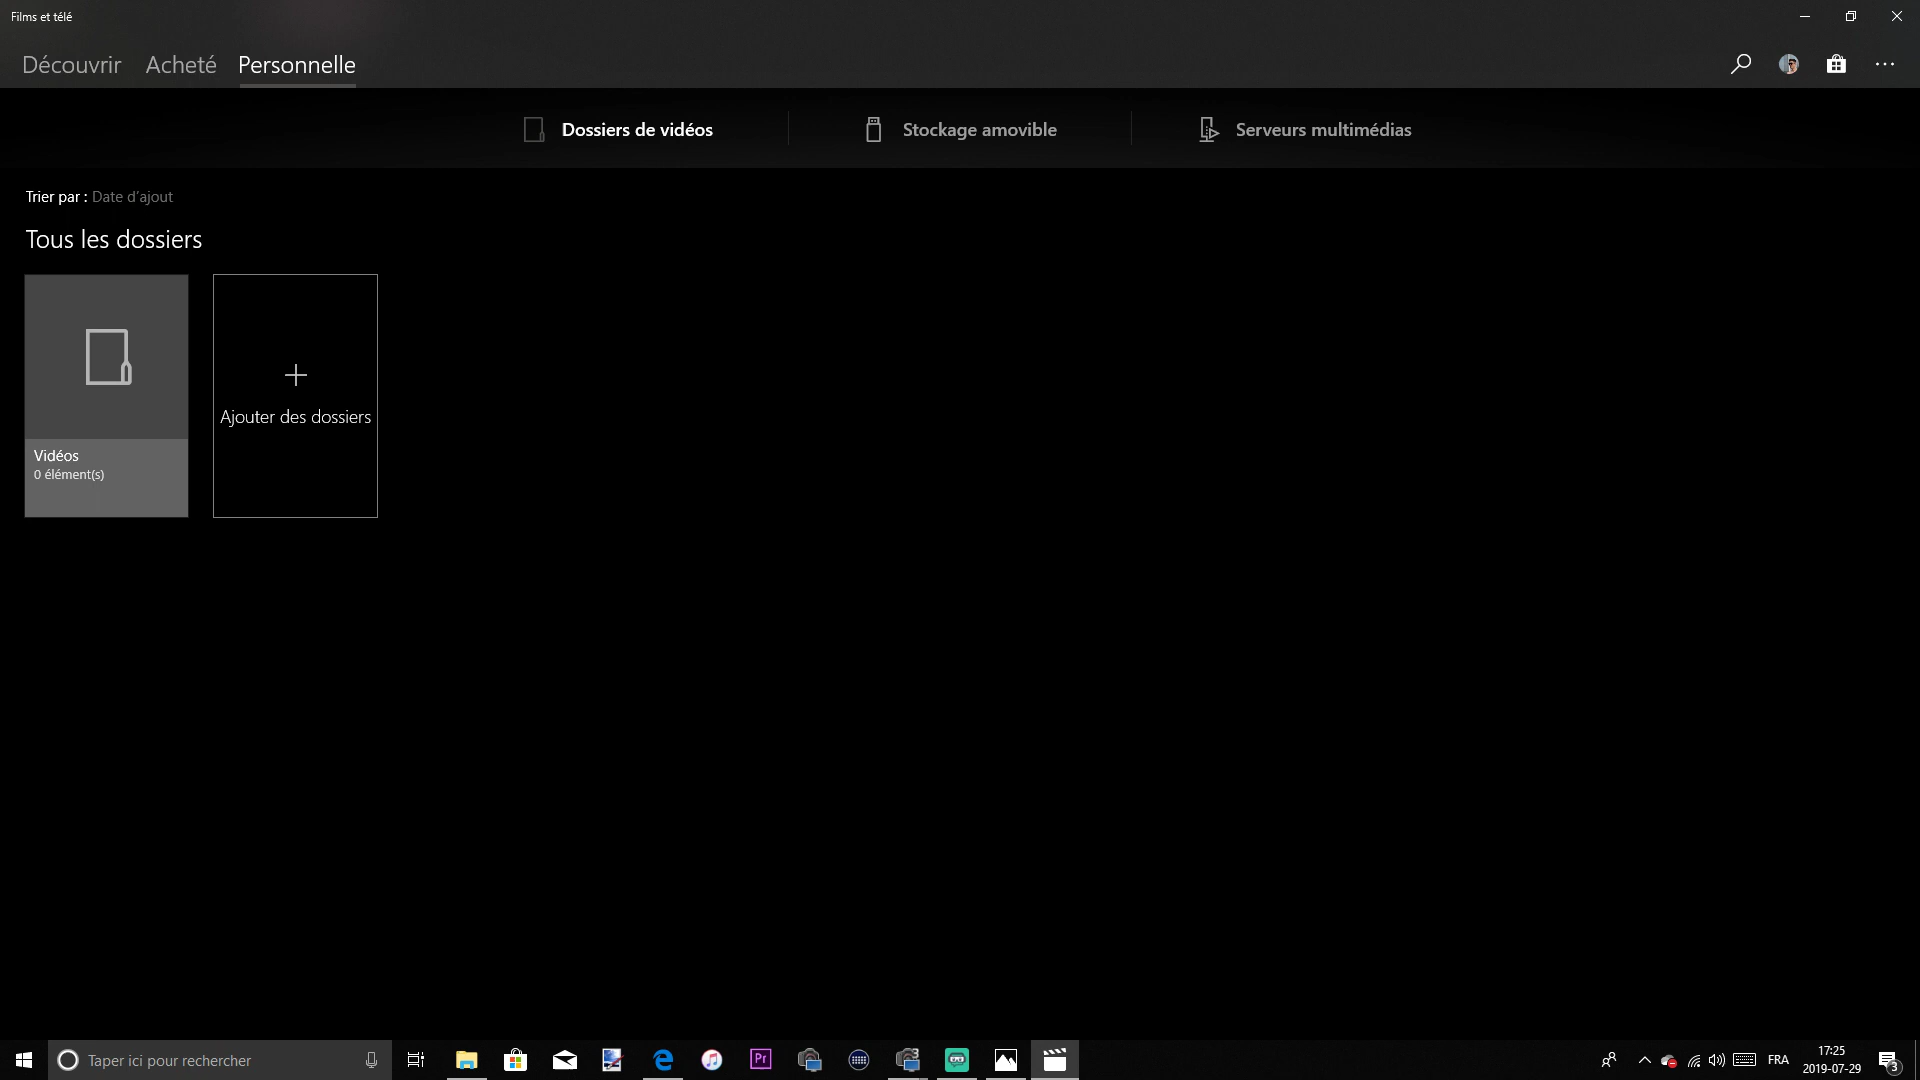 Films et télé
Découvrir Acheté Personnelle
Dossiers de vidéos Stockage amovible Serveurs multimédias
Trier par : Date d'ajout
Tous les dossiers
Ajouter des dossiers
Vidéos
0 élément(s)
Taper ici pour rechercher
Pr
3
FRA
17:25
2019-07-29
3